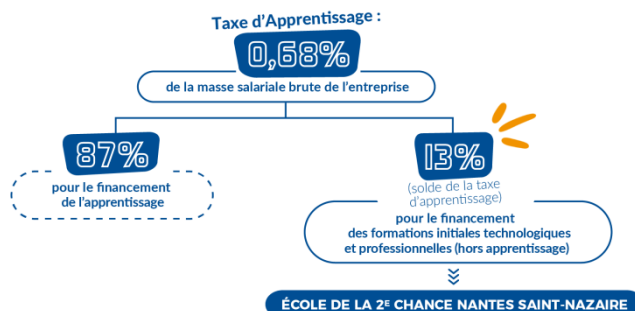 Taxe d’Apprentissage :
0,68%
de la masse salariale brute de l’entreprise
87%
pour le financement
de l’apprentissage
13%
(solde de la taxe
d’apprentissage)
pour le financement
des formations initiales technologiques
et professionnelles (hors apprentissage)
ÉCOLE DE LA 2ᴱ CHANCE NANTES SAINT-NAZAIRE